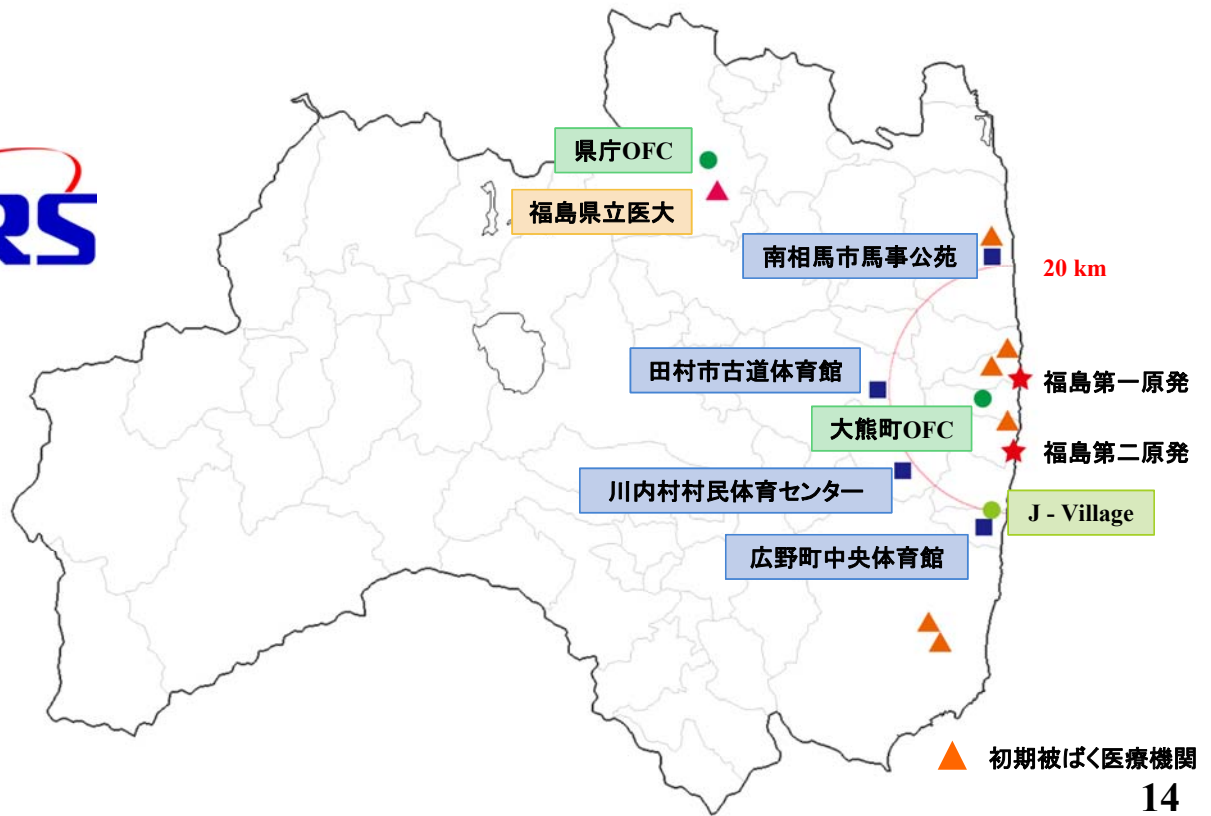 県庁OFC
RS
福島県立医大
南相馬市馬事公苑
20 km
田村市古道体育館
福島第一原発
大熊町OFC
福島第二原発
川内村村民体育センター
J - Village
広野町中央体育館
初期被ばく医療機関
14